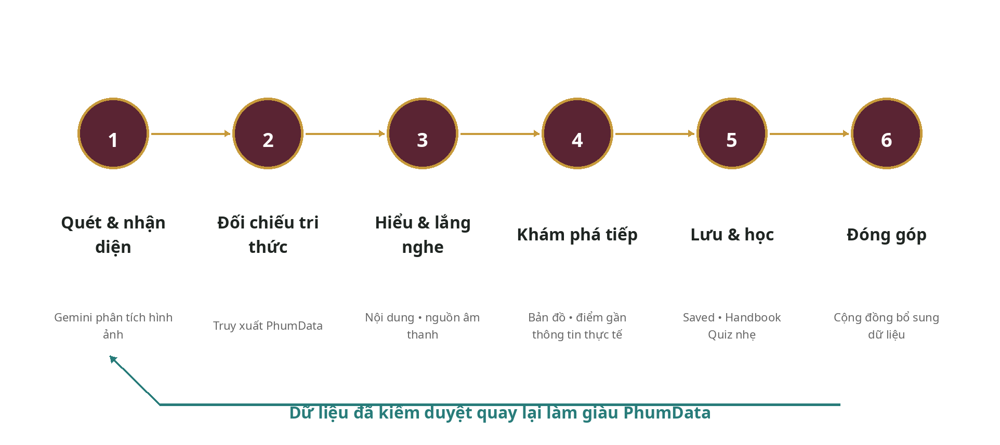 1
2
3
4
5
6
Quét & nhận
diện
Đối chiếu tri
thức
Hiểu & lắng
nghe
Khám phá tiếp
Lưu & học
Đóng góp
Gemini phân tích hình
ảnh
Truy xuất PhumData
Nội dung • nguồn âm
thanh
Bản đồ • điểm gần
thông tin thực tế
Saved • Handbook
Quiz nhẹ
Cộng đồng bổ sung
dữ liệu
Dữ liệu đã kiểm duyệt quay lại làm giàu PhumData